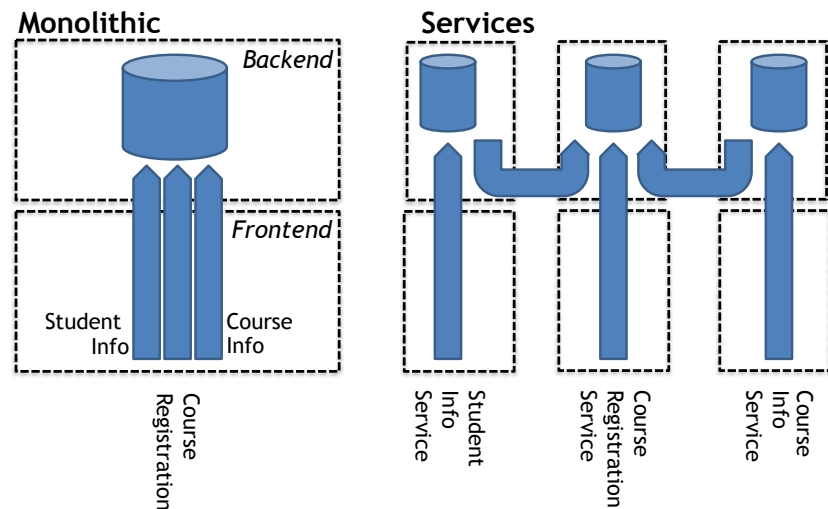 Monolithic
Services
Backend
Frontend
Student
Info
Course
Info
Course
Registration
Student
Info
Service
Course
Registration
Service
Course
Info
Service